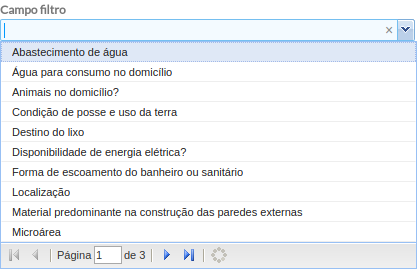 Campo filtro
Abastecimento de água
Água para consumo no domicílio
Animais no domicílio?
Condição de posse e uso da terra
Destino do lixo
Disponibilidade de energia elétrica?
Forma de escoamento do banheiro ou sanitário
Localização
Material predominante na construção das paredes externas
Microárea
Página 1 de 3